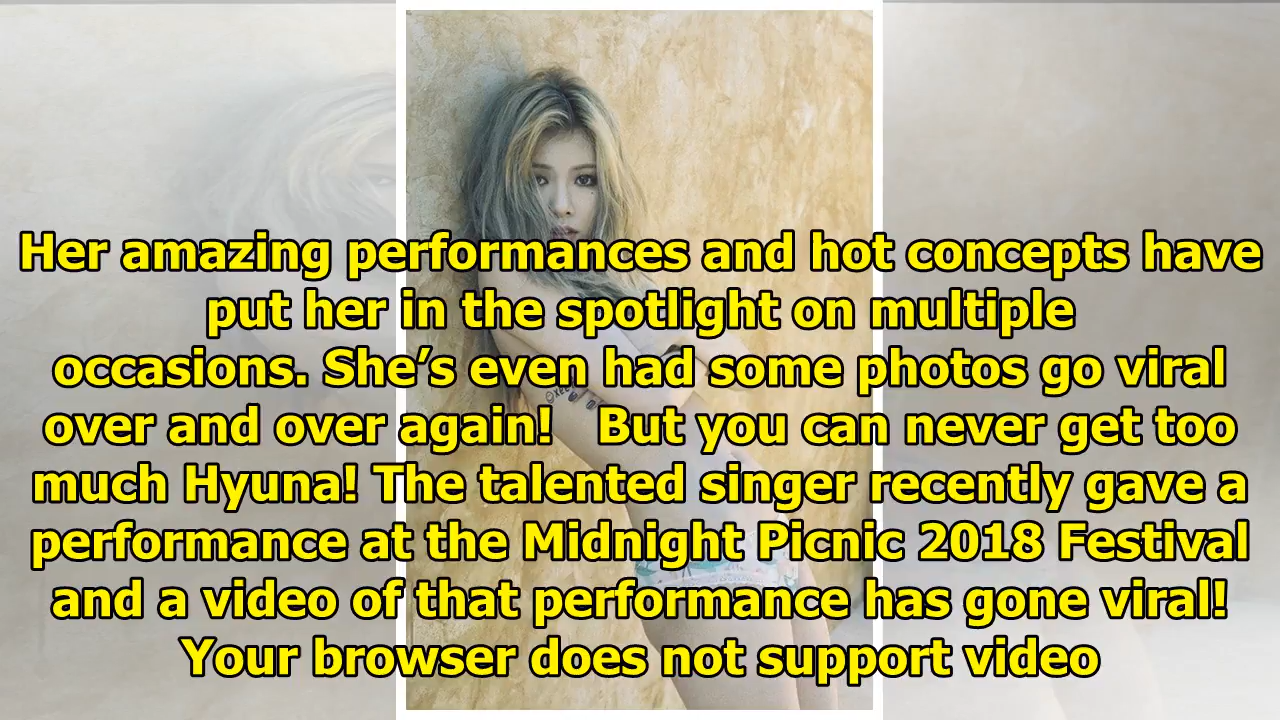 Her amazing performances and hot concepts have
put her in the spotlight on multiple
occasions. She’s even had some photos go viral
over and over again!   But you can never get too
much Hyuna! The talented singer recently gave a
performance at the Midnight Picnic 2018 Festival
and a video of that performance has gone viral!
Your browser does not support video